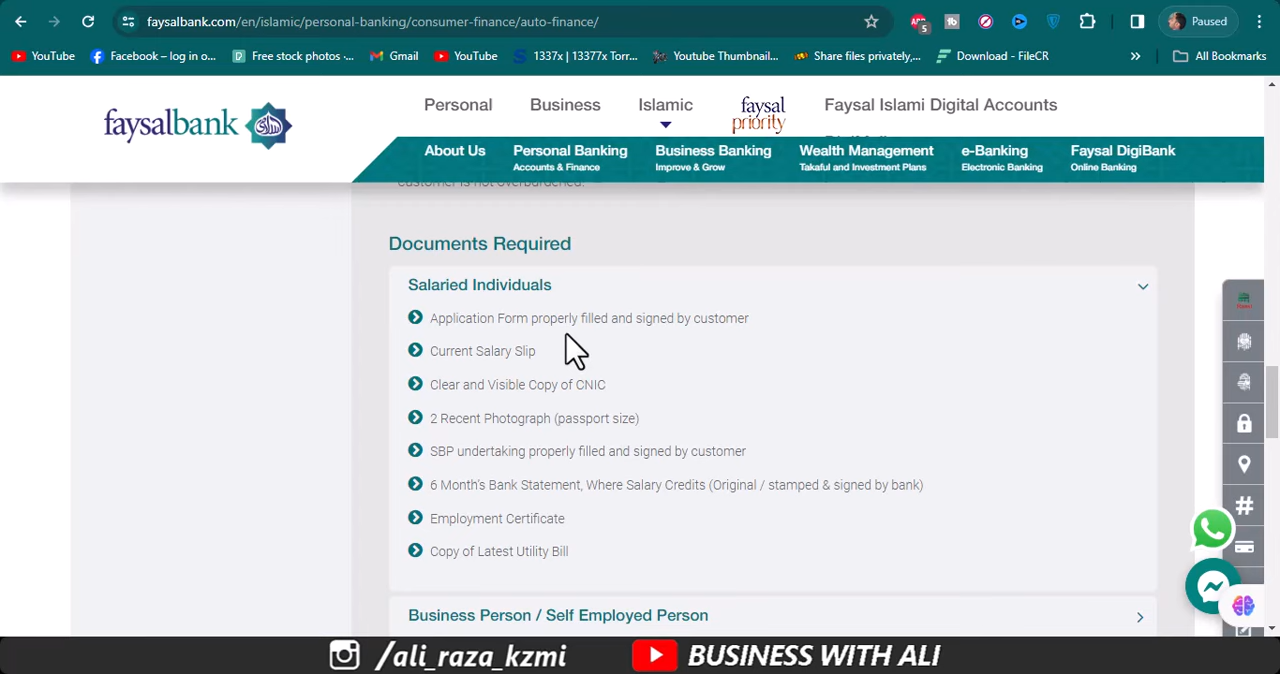 faysalbank.com/en/islamic/personal-banking/consumer-finance/auto-finance/
5
Paused
YouTube
Facebook – log in o...
Free stock photos ·...
Gmail
YouTube
1337x | 13377x Torr...
Youtube Thumbnail...
Share files privately,...
Download - FileCR
»
All Bookmarks
faysalbank
Personal
Business
Islamic
faysal
priority
Faysal Islami Digital Accounts
About Us
Personal Banking
Accounts & Finance
Business Banking
Improve & Grow
Wealth Management
Takaful and Investment Plans
e-Banking
Electronic Banking
Faysal DigiBank
Online Banking
Customer is not overburdened.
Documents Required
Salaried Individuals
Application Form properly filled and signed by customer
Current Salary Slip
Clear and Visible Copy of CNIC
2 Recent Photograph (passport size)
SBP undertaking properly filled and signed by customer
6 Month's Bank Statement, Where Salary Credits (Original / stamped & signed by bank)
Employment Certificate
Copy of Latest Utility Bill
Business Person / Self Employed Person
/ali_raza_kzmi
BUSINESS WITH ALI